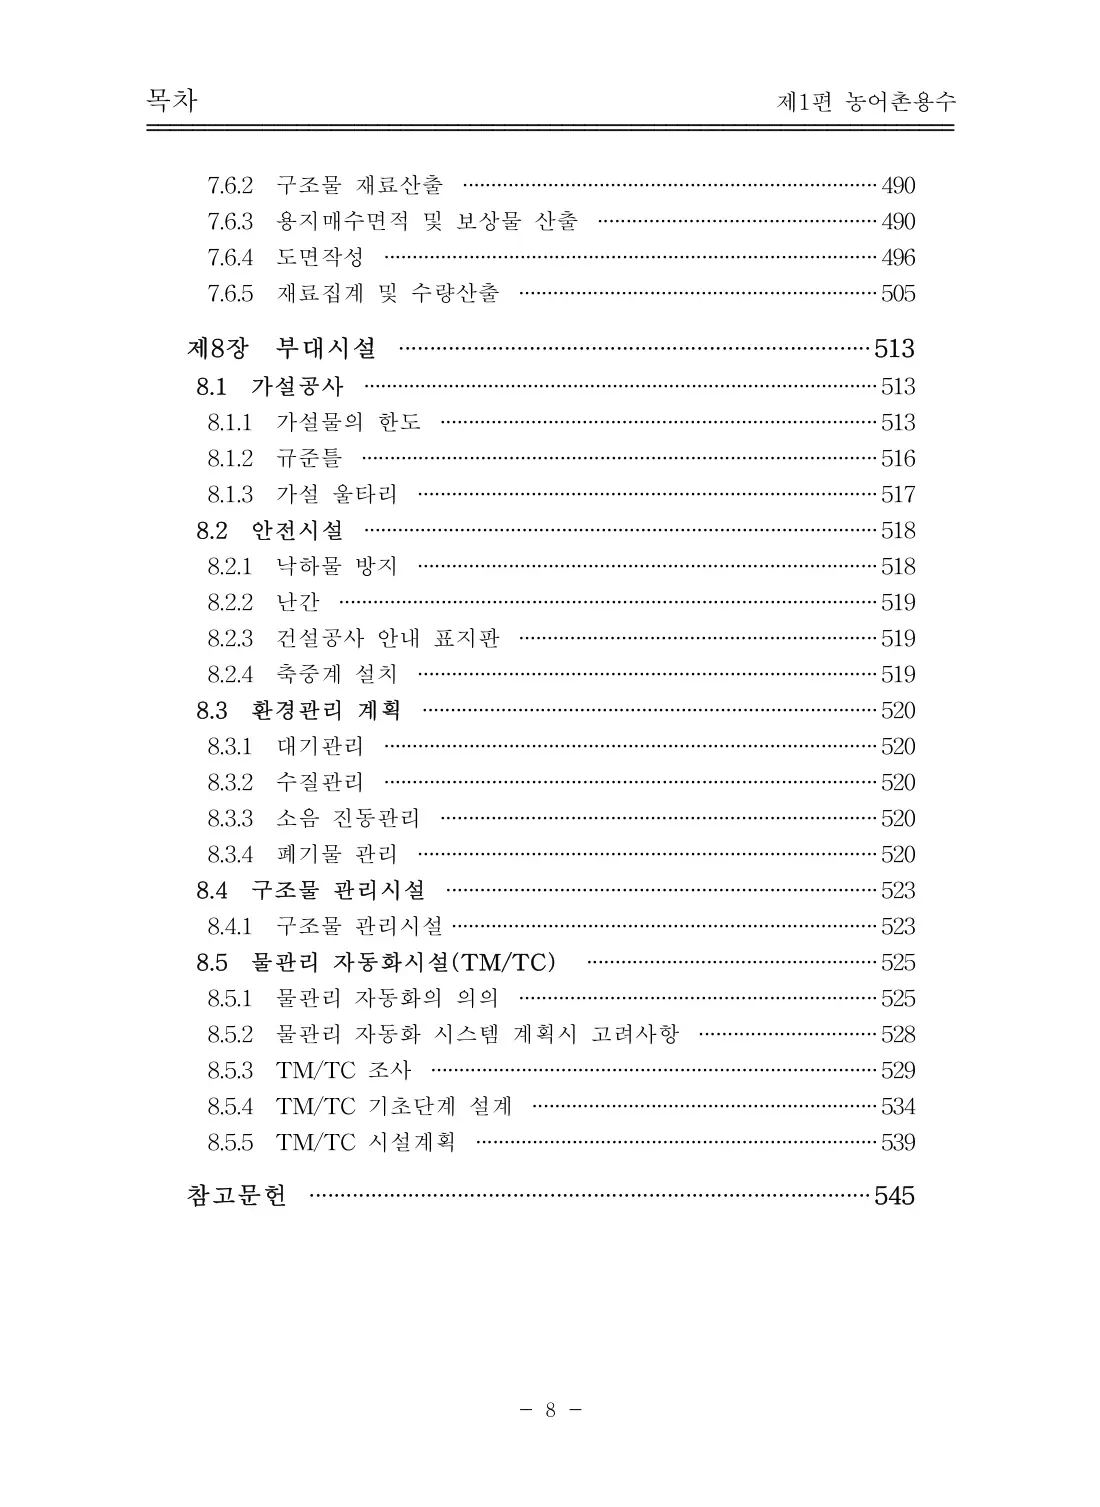 목차 제1편 농어촌용수
7.6.2 구조물 재료산출 ………………………………………………………… 490
7.6.3 용지매수면적 및 보상물 산출 ……………………………………… 490
7.6.4 도면작성 …………………………………………………………………… 496
7.6.5 재료집계 및 수량산출 ………………………………………………… 505
제8장 부대시설 ………………………………………………………………… 513
8.1 가설공사 ……………………………………………………………………… 513
8.1.1 가설물의 한도 …………………………………………………………… 513
8.1.2 규준틀 ……………………………………………………………………… 516
8.1.3 가설 울타리 ……………………………………………………………… 517
8.2 안전시설 ……………………………………………………………………… 518
8.2.1 낙하물 방지 ……………………………………………………………… 518
8.2.2 난간 ………………………………………………………………………… 519
8.2.3 건설공사 안내 표지판 ………………………………………………… 519
8.2.4 축중계 설치 ……………………………………………………………… 519
8.3 환경관리 계획 ……………………………………………………………… 520
8.3.1 대기관리 …………………………………………………………………… 520
8.3.2 수질관리 …………………………………………………………………… 520
8.3.3 소음 진동관리 …………………………………………………………… 520
8.3.4 폐기물 관리 ……………………………………………………………… 520
8.4 구조물 관리시설 …………………………………………………………… 523
8.4.1 구조물 관리시설 ………………………………………………………… 523
8.5 물관리 자동화시설(TM/TC) ……………………………………… 525
8.5.1 물관리 자동화의 의의 ………………………………………………… 525
8.5.2 물관리 자동화 시스템 계획시 고려사항 ………………………… 528
8.5.3 TM/TC 조사 ……………………………………………………………… 529
8.5.4 TM/TC 기초단계 설계 ………………………………………………… 534
8.5.5 TM/TC 시설계획 ……………………………………………………… 539
참고문헌 ……………………………………………………………………………… 545
- 8 -